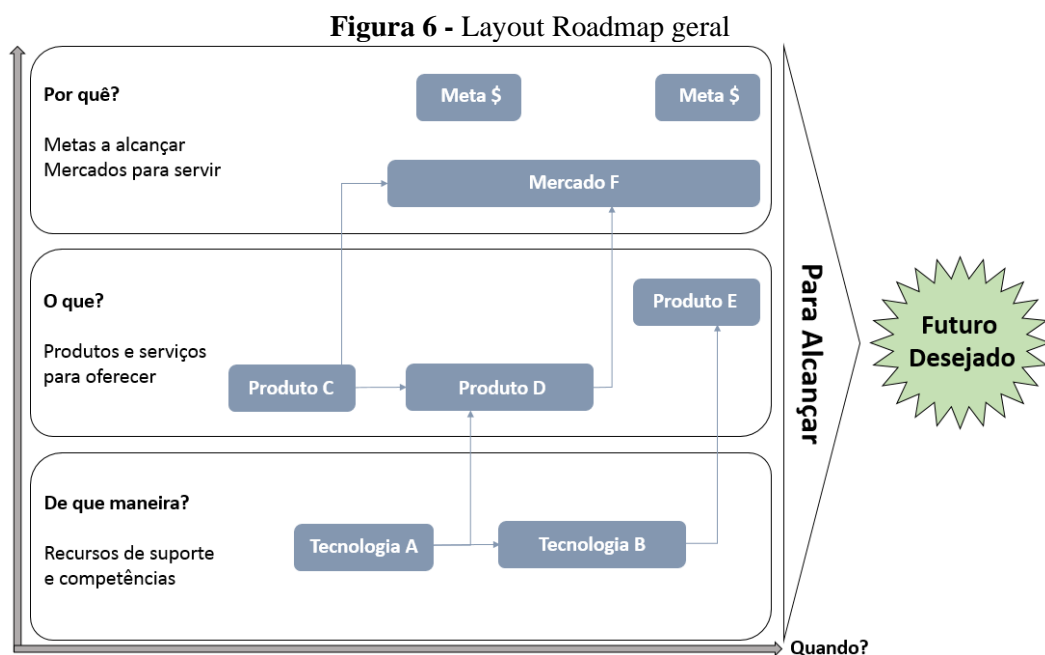 Figura 6 - Layout Roadmap geral
Por quê?
Metas a alcançar
Mercados para servir
Meta $
Meta $
Mercado F
O que?
Produtos e serviços
para oferecer
Produto C
Produto D
Produto E
De que maneira?
Recursos de suporte
e competências
Tecnologia A
Tecnologia B
Para Alcançar
Futuro
Desejado
Quando?